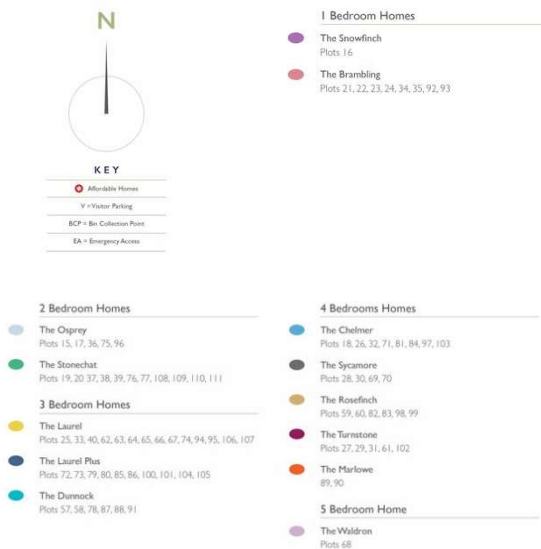 N
KEY
Affordable Homes
V = Visitor Parking
BCP = Bin Collection Point
EA = Emergency Access
1 Bedroom Homes
The Snowfinch
Plots 16
The Brambling
Plots 21, 22, 23, 24, 34, 35, 92, 93
2 Bedroom Homes
The Osprey
Plots 15, 17, 36, 75, 96
The Stonechat
Plots 19, 20 37, 38, 39, 76, 77, 108, 109, 110, 111
3 Bedroom Homes
The Laurel
Plots 25, 33, 40, 62, 63, 64, 65, 66, 67, 74, 94, 95, 106, 107
The Laurel Plus
Plots 72, 73, 79, 80, 85, 86, 100, 101, 104, 105
The Dunnock
Plots 57, 58, 78, 87, 88, 91
4 Bedrooms Homes
The Chelmer
Plots 18, 26, 32, 71, 81, 84, 97, 103
The Sycamore
Plots 28, 30, 69, 70
The Rosefinch
Plots 59, 60, 82, 83, 98, 99
The Turnstone
Plots 27, 29, 31, 61, 102
The Marlowe
89, 90
5 Bedroom Home
The Waldron
Plots 68